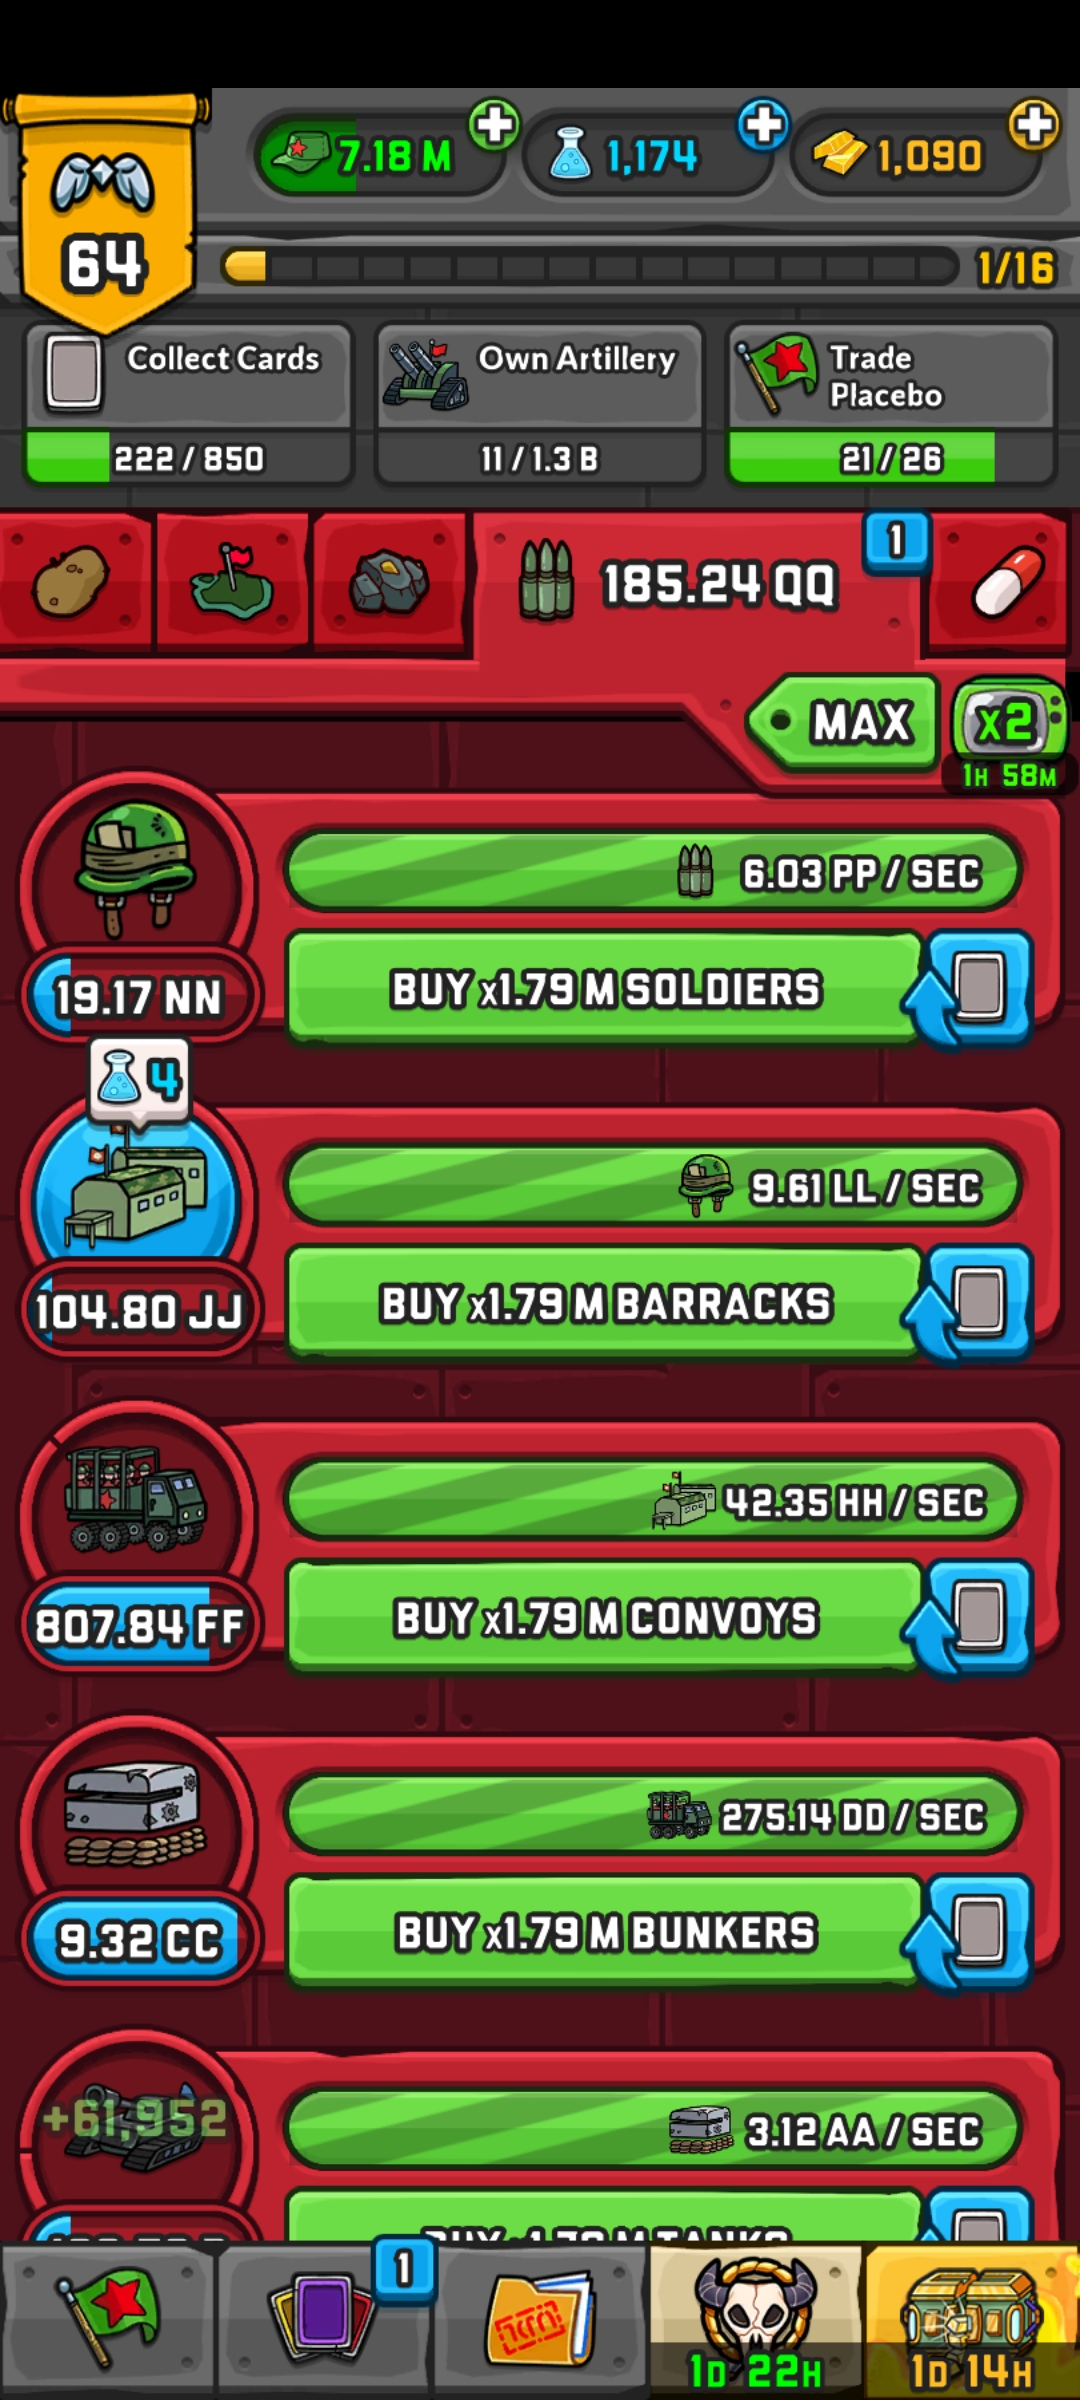 7.18 M
1,174
1,090
64
1/16
Collect Cards
Own Artillery
Trade
Placebo
222 / 850
11 / 1.3 B
21 / 26
185.24 QQ
1
MAX
x2
1H 58M
6.03 PP / SEC
19.17 NN
BUY x1.79 M SOLDIERS
4
9.61 LL / SEC
104.80 JJ
BUY x1.79 M BARRACKS
42.35 HH / SEC
807.84 FF
BUY x1.79 M CONVOYS
275.14 DD / SEC
9.32 CC
BUY x1.79 M BUNKERS
+61,952
3.12 AA / SEC
BUY x1.79 M TANKS
1
1D 22H
1D 14H